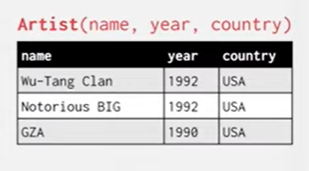 Artist(name, year, country)
name year country
Wu-Tang Clan 1992 USA
Notorious BIG 1992 USA
GZA 1990 USA